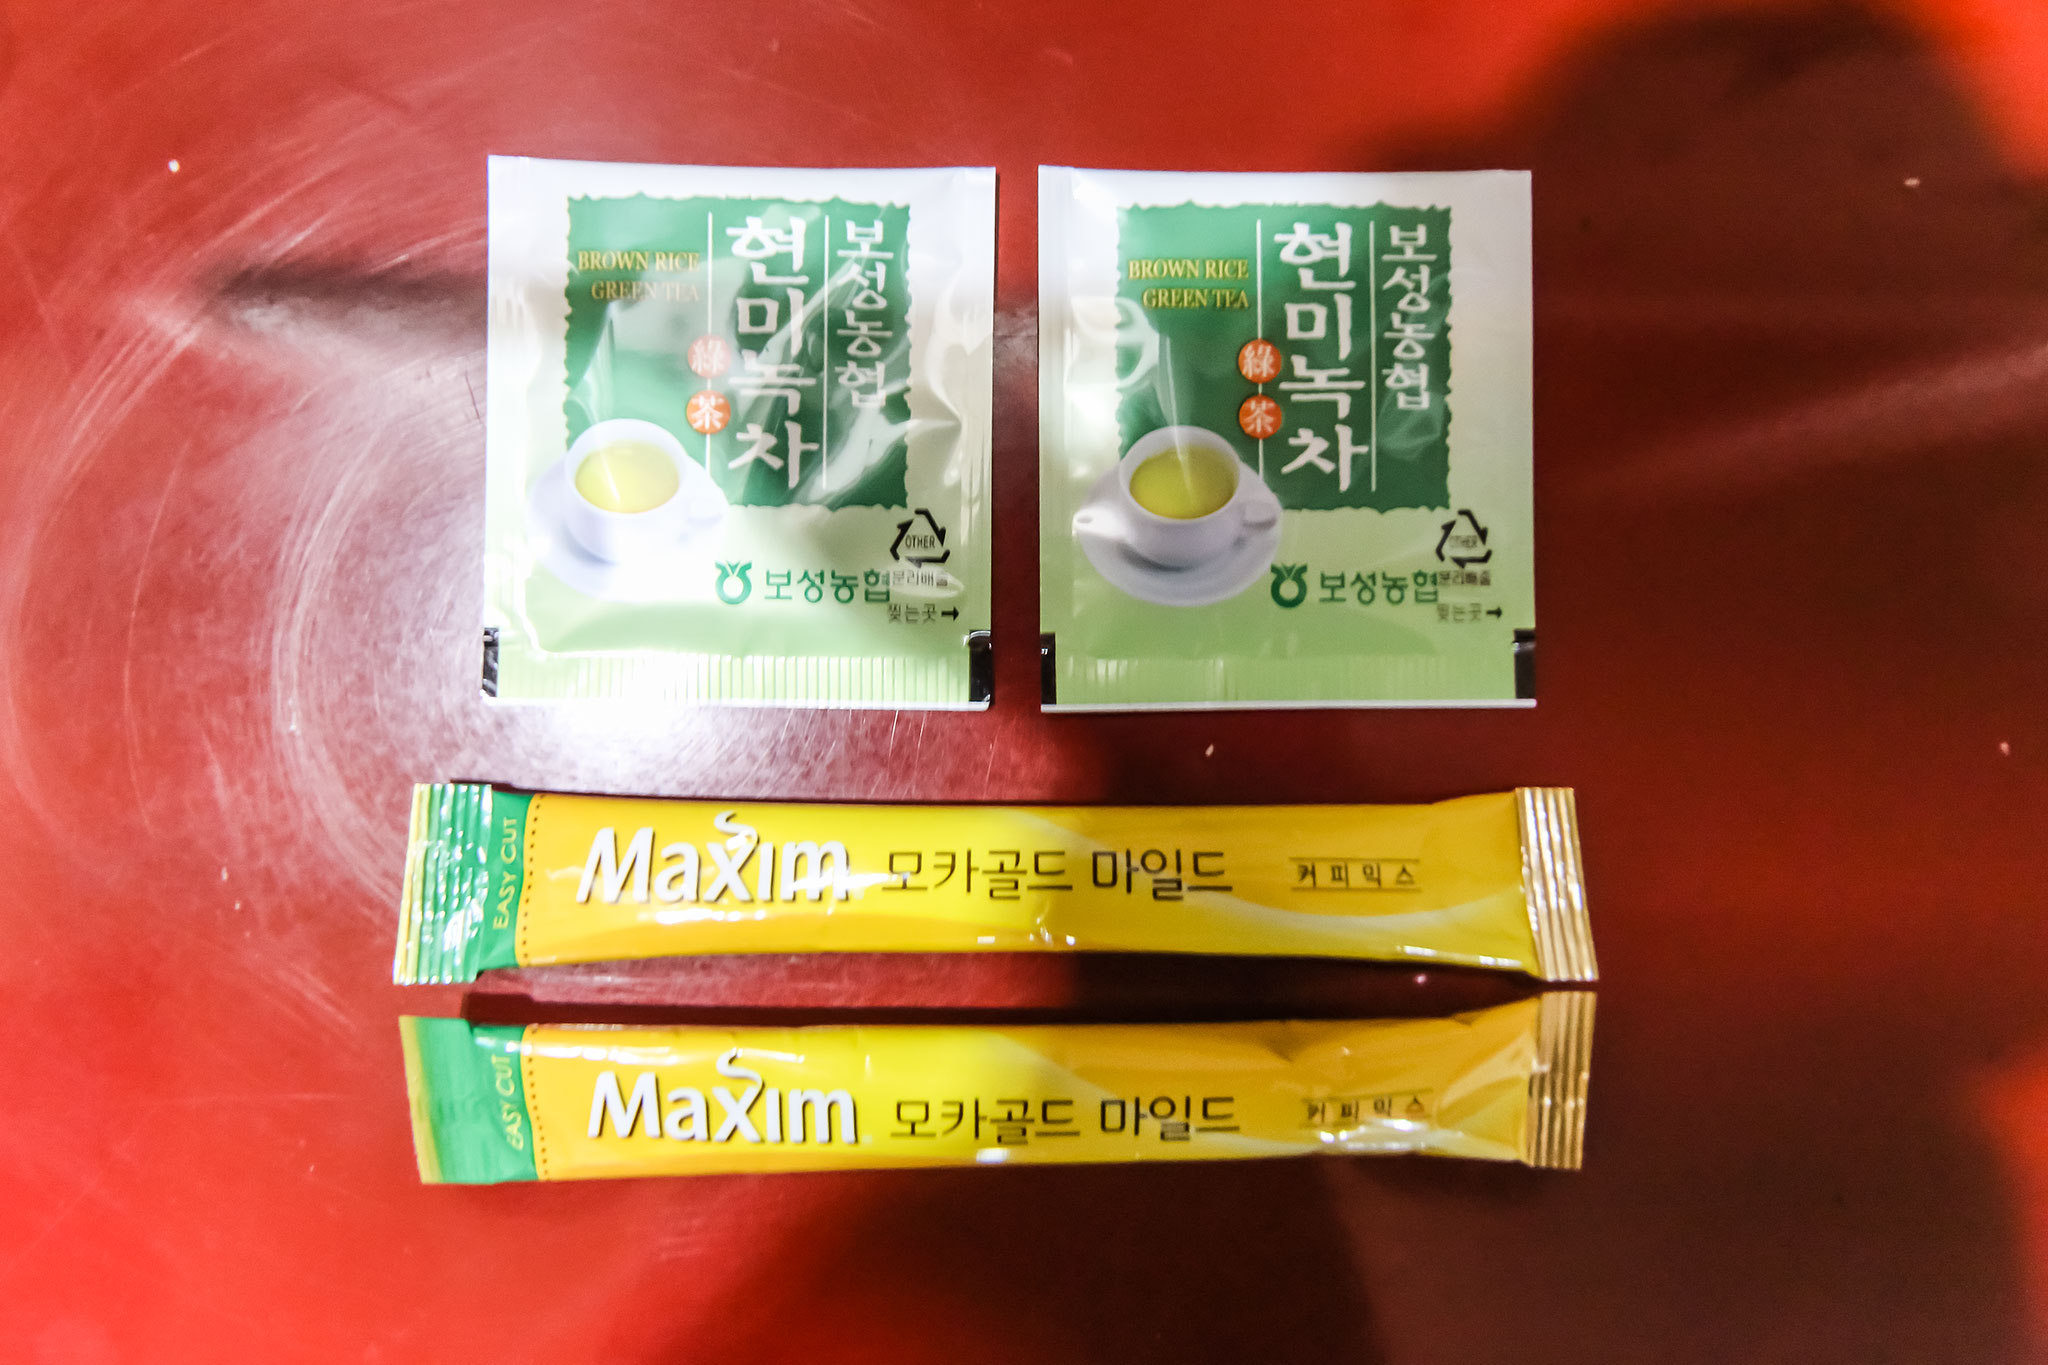 보성농협
현미녹차
BROWN RICE
GREEN TEA
綠茶
OTHER
분리배출
보성농협
찢는곳→
보성농협
현미녹차
BROWN RICE
GREEN TEA
綠茶
OTHER
분리배출
보성농협
찢는곳→
EASY CUT
Maxim 모카골드 마일드 커피믹스
EASY CUT
Maxim 모카골드 마일드 커피믹스